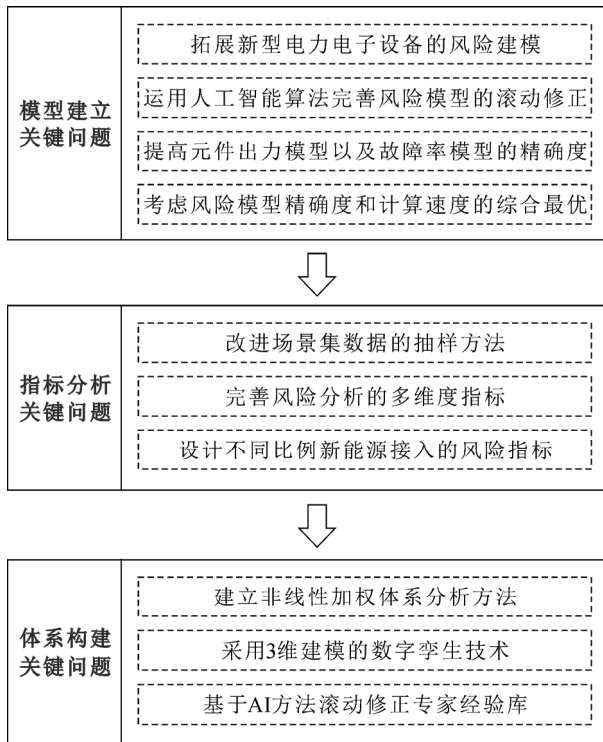 模型建立
关键问题
拓展新型电力电子设备的风险建模
运用人工智能算法完善风险模型的滚动修正
提高元件出力模型以及故障率模型的精确度
考虑风险模型精确度和计算速度的综合最优
指标分析
关键问题
改进场景集数据的抽样方法
完善风险分析的多维度指标
设计不同比例新能源接入的风险指标
体系构建
关键问题
建立非线性加权体系分析方法
采用3维建模的数字孪生技术
基于AI方法滚动修正专家经验库